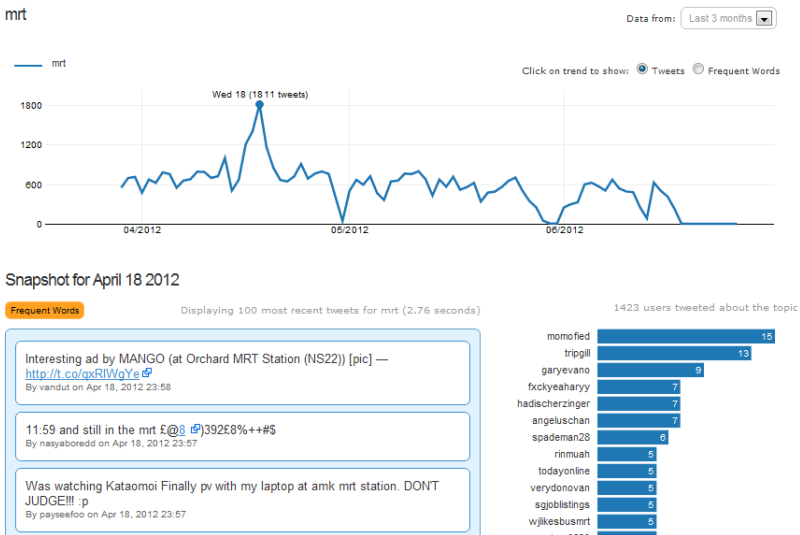 mrt
Data from: Last 3 months
mrt
Click on trend to show: Tweets Frequent Words
Wed 18 (1811 tweets)
1800
1200
600
0
04/2012 05/2012 06/2012
Snapshot for April 18 2012
Frequent Words
Displaying 100 most recent tweets for mrt (2.76 seconds)
1423 users tweeted about the topic
Interesting ad by MANGO (at Orchard MRT Station (NS22)) [pic] —
http://t.co/qxRlWgYe
By vandut on Apr 18, 2012 23:58
11:59 and still in the mrt £@8 )392£8%++#$
By nasyaboredd on Apr 18, 2012 23:57
Was watching Kataomoi Finally pv with my laptop at amk mrt station. DON'T
JUDGE!!! :p
By payseefoo on Apr 18, 2012 23:57
momofied 15
tripgill 13
garyevano 9
fxckyeaharyy 7
hadischerzinger 7
angeluschan 7
spademan28 6
rinmuah 5
todayonline 5
verydonovan 5
sgjoblistings 5
wjlikesbusmrt 5